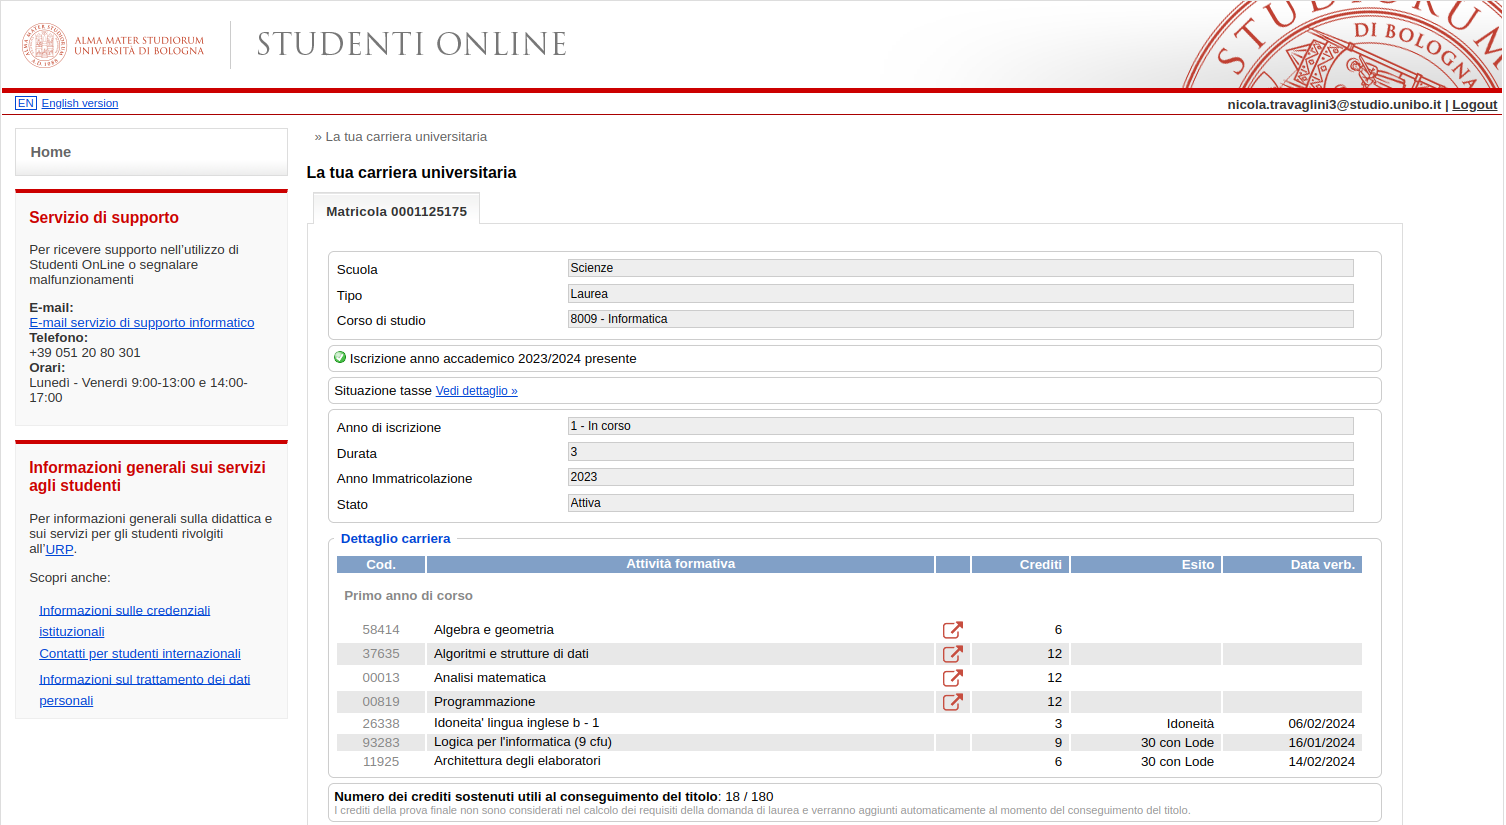 ALMA MATER STUDIORUM
UNIVERSITÀ DI BOLOGNA
STUDENTI ONLINE
STUDIORUM
DI BOLOGNA
EN English version
nicola.travaglini3@studio.unibo.it | Logout
Home
Servizio di supporto
Per ricevere supporto nell'utilizzo di
Studenti OnLine o segnalare
malfunzionamenti
E-mail:
E-mail servizio di supporto informatico
Telefono:
+39 051 20 80 301
Orari:
Lunedì - Venerdì 9:00-13:00 e 14:00-
17:00
Informazioni generali sui servizi
agli studenti
Per informazioni generali sulla didattica e
sui servizi per gli studenti rivolgiti
all'URP.
Scopri anche:
Informazioni sulle credenziali
istituzionali
Contatti per studenti internazionali
Informazioni sul trattamento dei dati
personali
» La tua carriera universitaria
La tua carriera universitaria
Matricola 0001125175
Scuola Scienze
Tipo Laurea
Corso di studio 8009 - Informatica
Iscrizione anno accademico 2023/2024 presente
Situazione tasse Vedi dettaglio »
Anno di iscrizione 1 - In corso
Durata 3
Anno Immatricolazione 2023
Stato Attiva
Dettaglio carriera
Cod. Attività formativa Crediti Esito Data verb.
Primo anno di corso
58414 Algebra e geometria 6
37635 Algoritmi e strutture di dati 12
00013 Analisi matematica 12
00819 Programmazione 12
26338 Idoneita' lingua inglese b - 1 3 Idoneità 06/02/2024
93283 Logica per l'informatica (9 cfu) 9 30 con Lode 16/01/2024
11925 Architettura degli elaboratori 6 30 con Lode 14/02/2024
Numero dei crediti sostenuti utili al conseguimento del titolo: 18 / 180
I crediti della prova finale non sono considerati nel calcolo dei requisiti della domanda di laurea e verranno aggiunti automaticamente al momento del conseguimento del titolo.